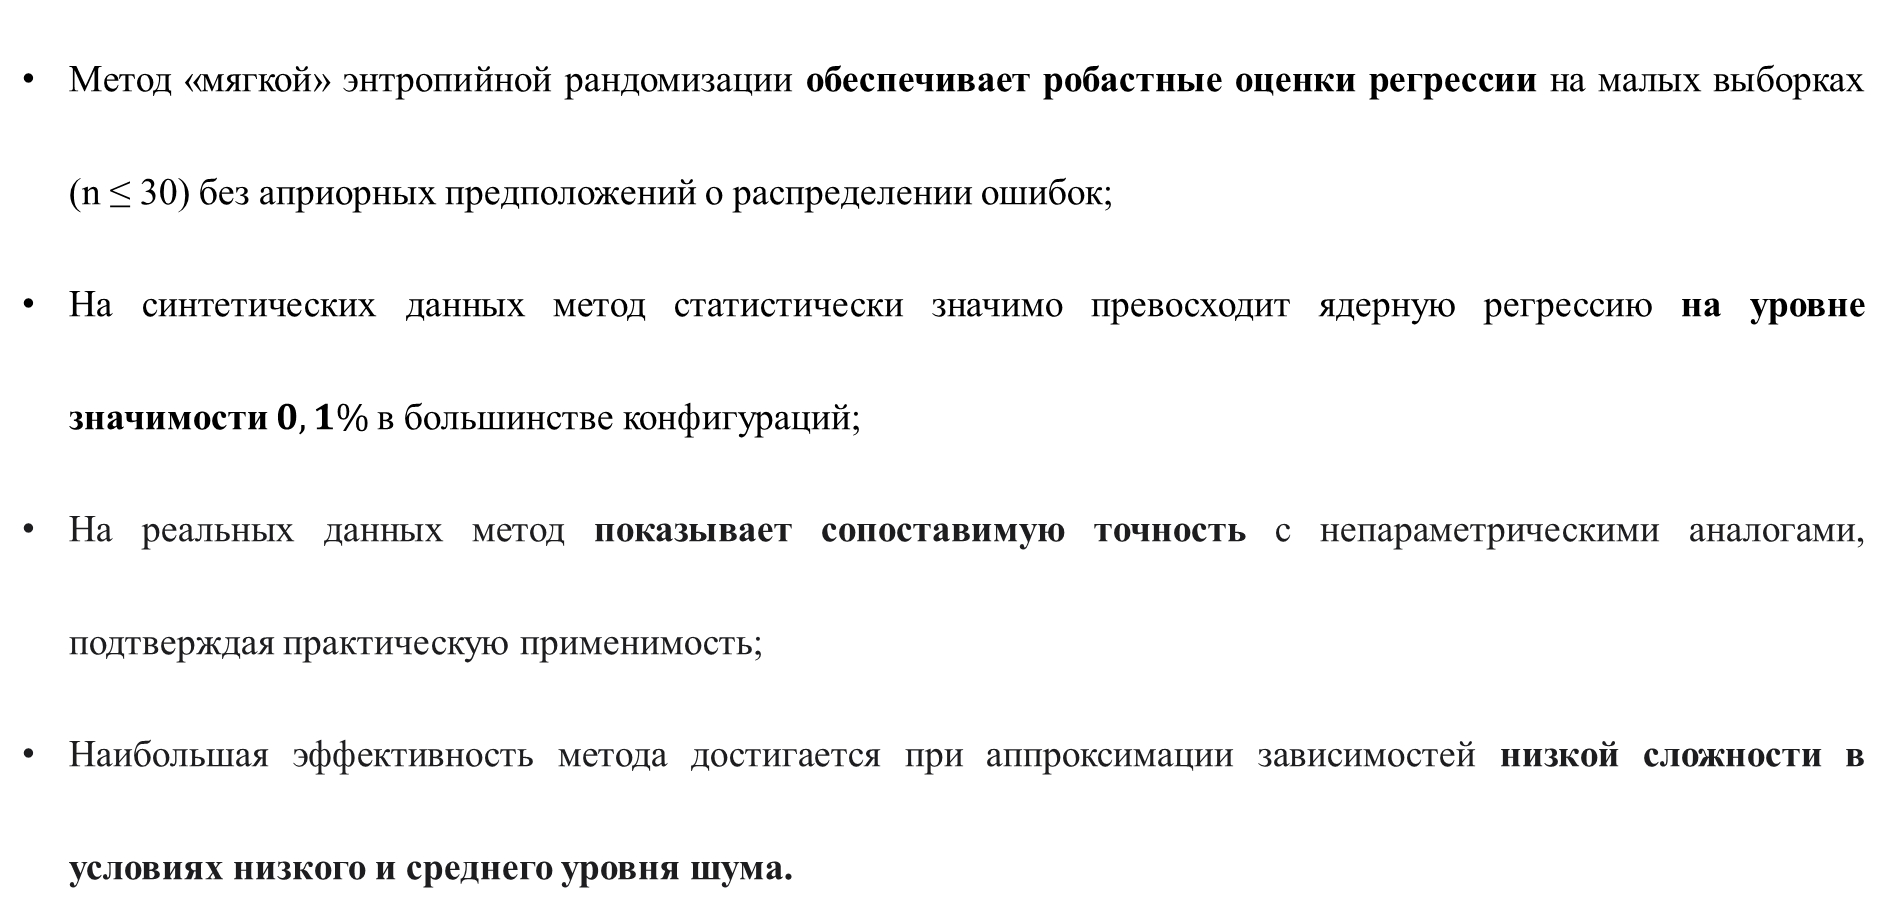 • Метод «мягкой» энтропийной рандомизации обеспечивает робастные оценки регрессии на малых выборках
(n ≤ 30) без априорных предположений о распределении ошибок;
• На синтетических данных метод статистически значимо превосходит ядерную регрессию на уровне
значимости 0, 1% в большинстве конфигураций;
• На реальных данных метод показывает сопоставимую точность с непараметрическими аналогами,
подтверждая практическую применимость;
• Наибольшая эффективность метода достигается при аппроксимации зависимостей низкой сложности в
условиях низкого и среднего уровня шума.